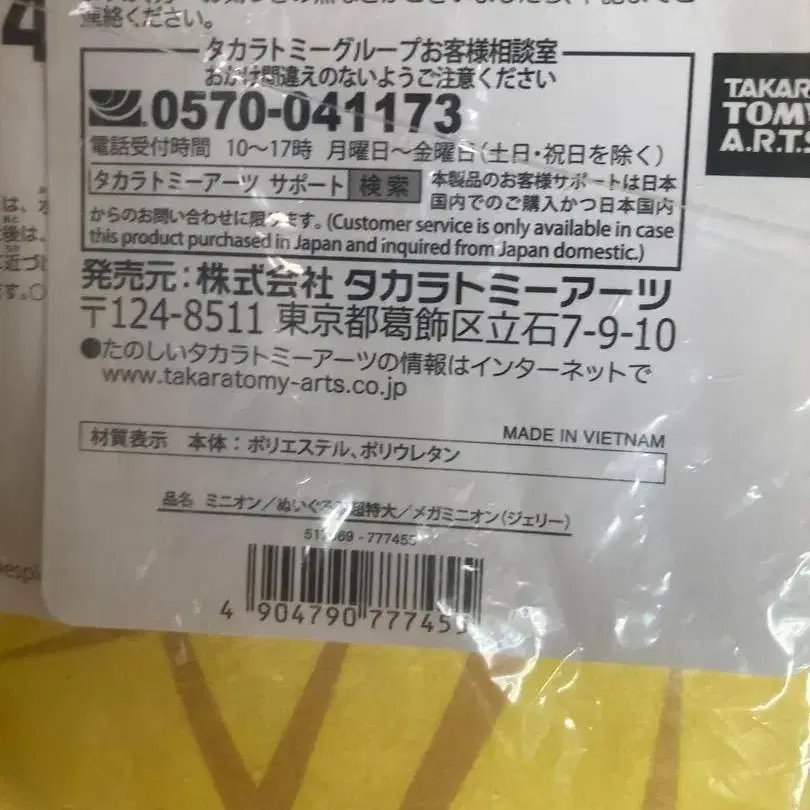 連絡ください。
タカラトミーグループお客様相談室
おかけ間違えのないようご注意ください
0570-041173
電話受付時間 10〜17時 月曜日〜金曜日(土日・祝日を除く)
タカラトミーアーツ サポート 検索 本製品のお客様サポートは日本
国内でのご購入かつ日本国内
からのお問い合わせに限ります。(Customer service is only available in case
this product purchased in Japan and inquired from Japan domestic.)
TAKAR
TOMY
A.R.T.S
発売元:株式会社 タカラトミーアーツ
〒124-8511 東京都葛飾区立石7-9-10
●たのしいタカラトミーアーツの情報はインターネットで
www.takaratomy-arts.co.jp
MADE IN VIETNAM
材質表示 本体:ポリエステル、ポリウレタン
品名 ミニオン/ぬいぐるみ超特大/メガミニオン(ジェリー)
4 904790 777455